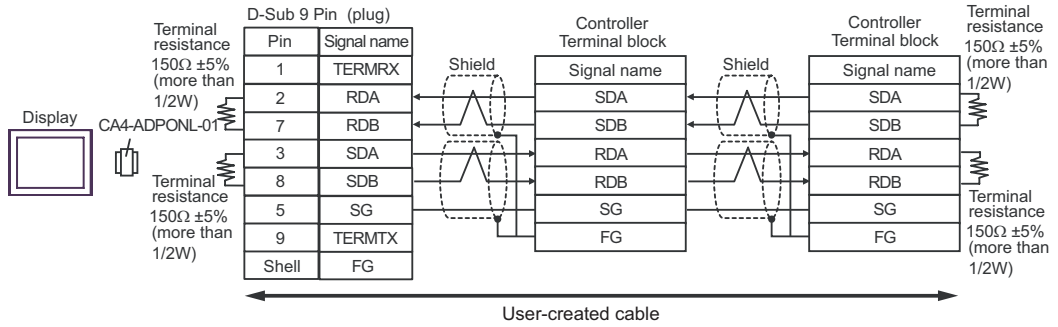 Display
CA4-ADPONL-01
Terminal
resistance
150Ω ±5%
(more than
1/2W)
Terminal
resistance
150Ω ±5%
(more than
1/2W)
D-Sub 9 Pin (plug)
Pin Signal name
1 TERMRX
2 RDA
7 RDB
3 SDA
8 SDB
5 SG
9 TERMTX
Shell FG
Shield
Controller
Terminal block
Signal name
SDA
SDB
RDA
RDB
SG
FG
Shield
Controller
Terminal block
Signal name
SDA
SDB
RDA
RDB
SG
FG
Terminal
resistance
150Ω ±5%
(more than
1/2W)
Terminal
resistance
150Ω ±5%
(more than
1/2W)
User-created cable